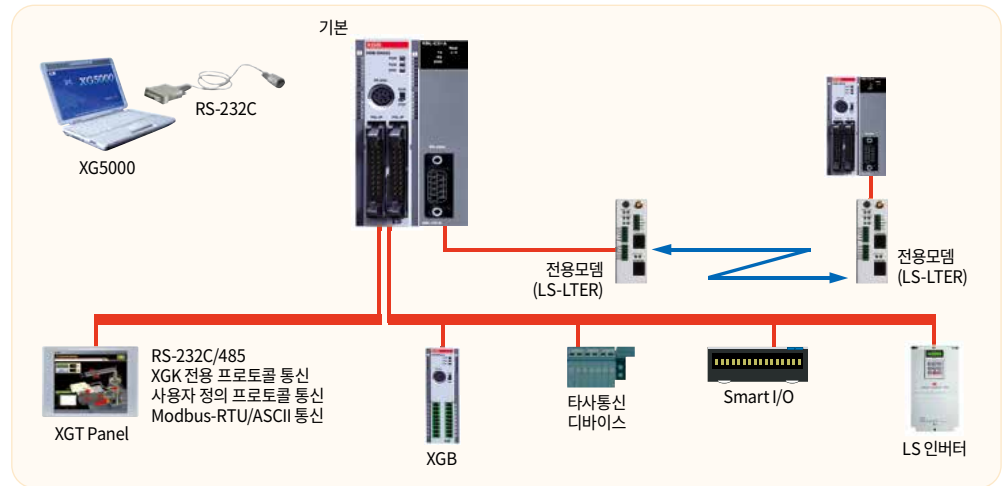 기본
XG5000
RS-232C
XG5000
XGB
전용모뎀
(LS-LTER)
전용모뎀
(LS-LTER)
RS-232C/485
XGK 전용 프로토콜 통신
사용자 정의 프로토콜 통신
Modbus-RTU/ASCII 통신
XGT Panel
XGB
타사통신
디바이스
Smart I/O
LS 인버터